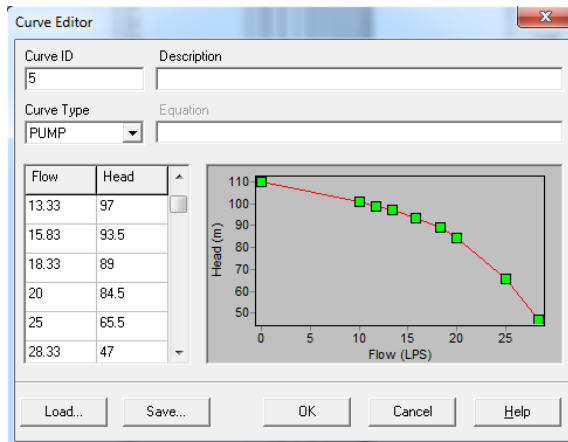 Curve Editor
x
Curve ID Description
5
Curve Type Equation
PUMP
Flow Head
13.33 97
15.83 93.5
18.33 89
20 84.5
25 65.5
28.33 47
110
100
90
80
70
60
50
Head (m)
0 5 10 15 20 25
Flow (LPS)
Load... Save... OK Cancel Help